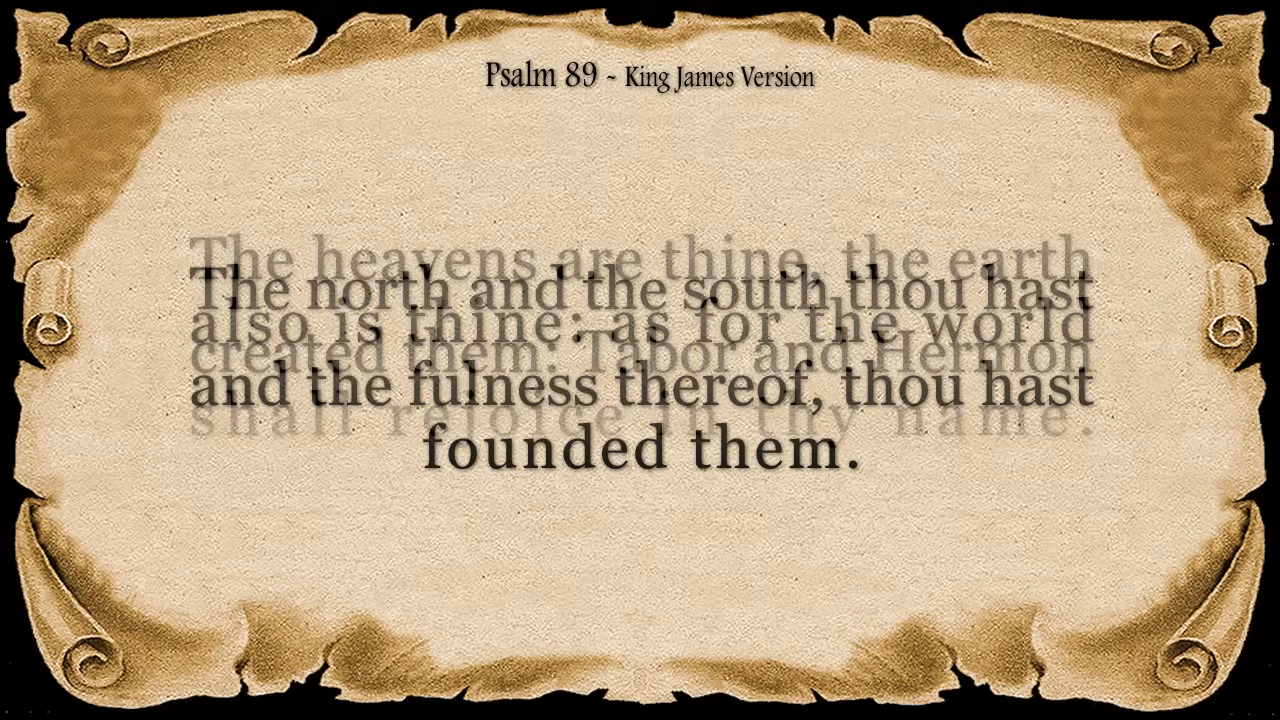 Psalm 89 ~ King James Version
The heavens are thine, the earth
The north and the south thou hast
also is thine: as for the world
created them: Tabor and Hermon
and the fulness thereof, thou hast
shall rejoice in thy name.
founded them.